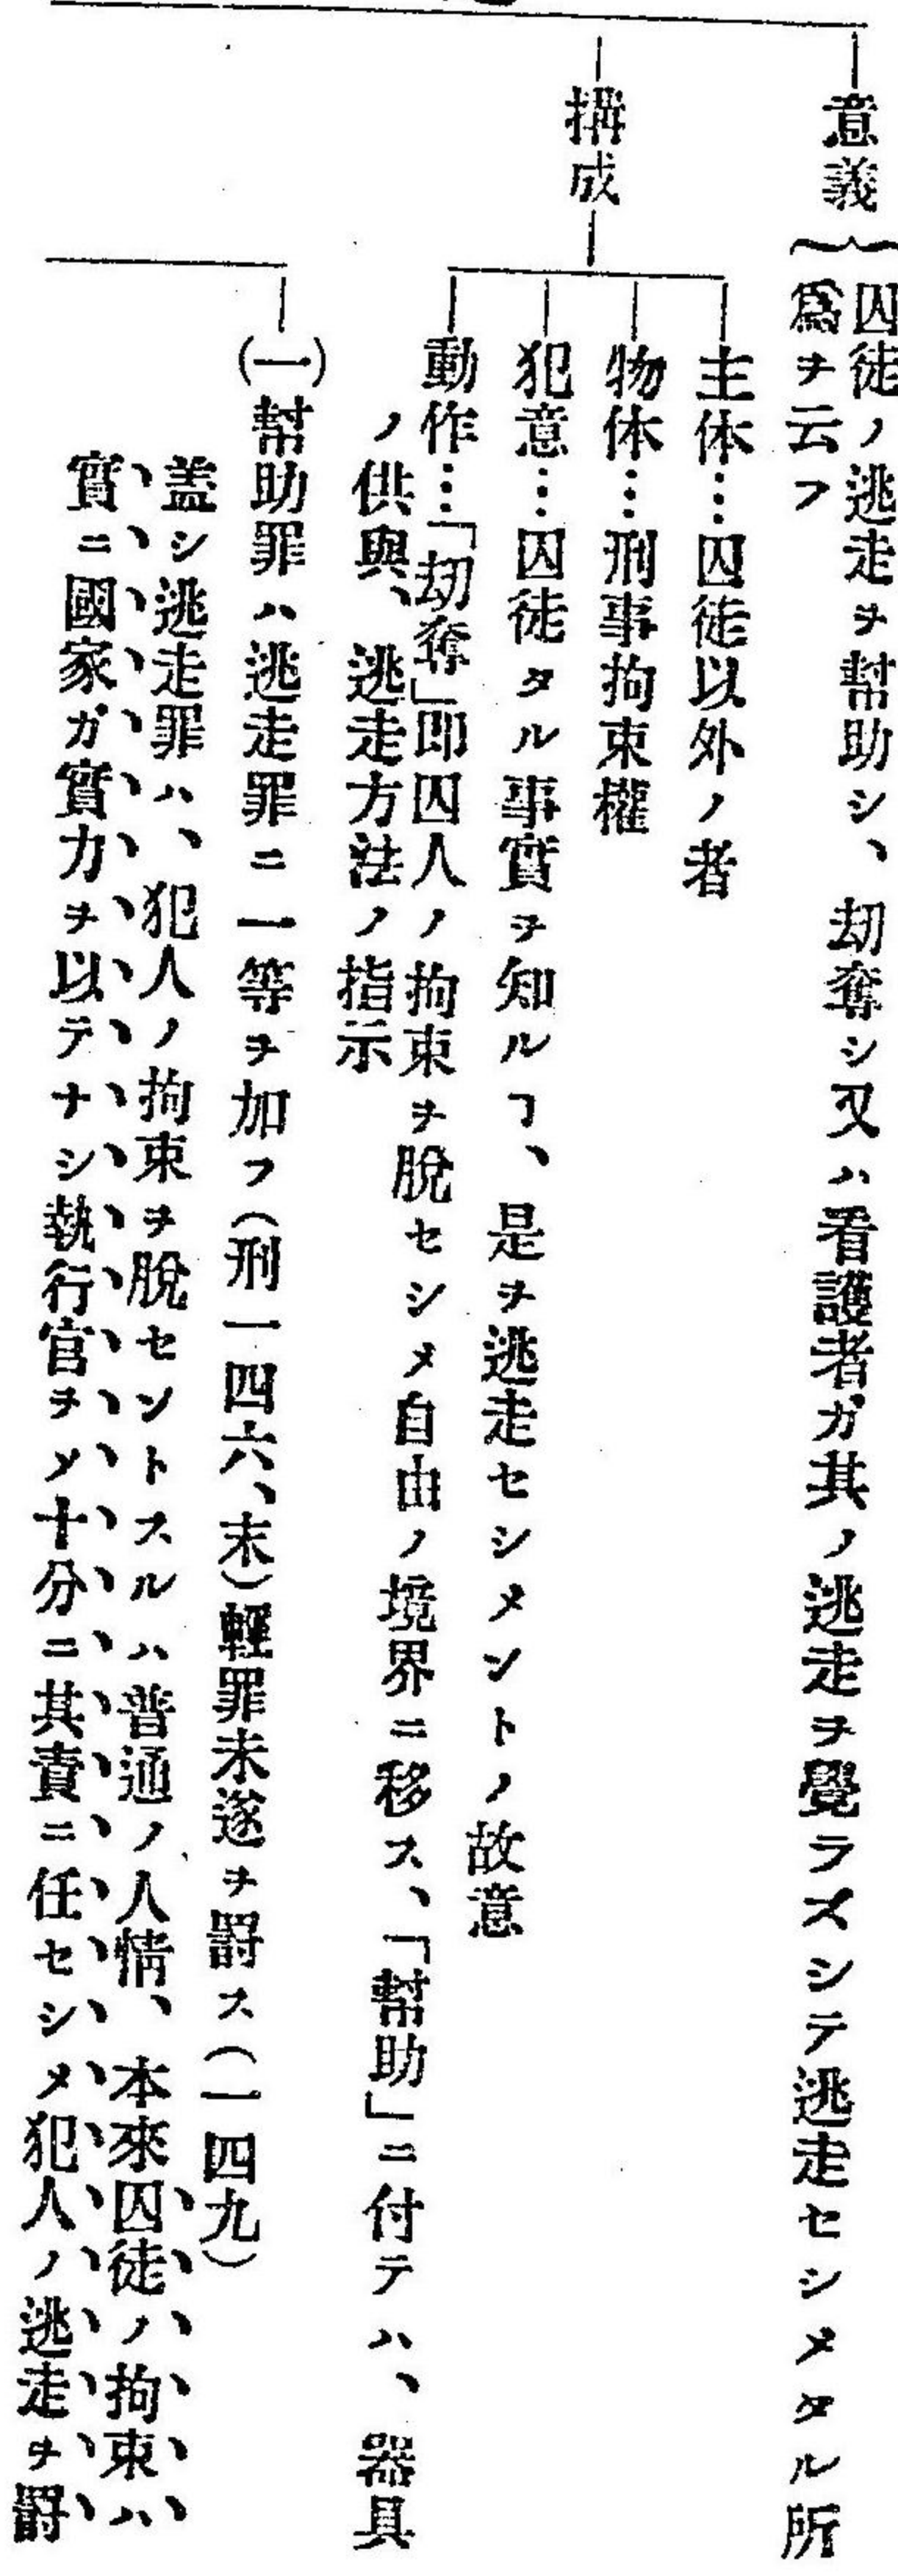 意義
囚徒ノ逃走ヲ幇助シ、劫奪シ又ハ看護者ガ其ノ逃走ヲ覺ラズシテ逃走セシメタル所
爲ヲ云フ
構成
主体…囚徒以外ノ者
物体…刑事拘束權
犯意…囚徒タル事實ヲ知ルヿ、是ヲ逃走セシメントノ故意
動作…「劫奪」即囚人ノ拘束ヲ脫セシメ自由ノ境界ニ移ス、「幇助」ニ付テハ、器具
ノ供與、逃走方法ノ指示
(一)幇助罪ハ逃走罪ニ一等ヲ加フ(刑一四六、末)輕罪未遂ヲ罸ス(一四九)
盖シ逃走罪ハ、犯人ノ拘束ヲ脫セントスルハ普通ノ人情、本來囚徒ノ拘束ハ
實ニ國家ガ實力ヲ以テナシ執行官ヲ〆十分ニ其責ニ任セシメ犯人ノ逃走ヲ罸